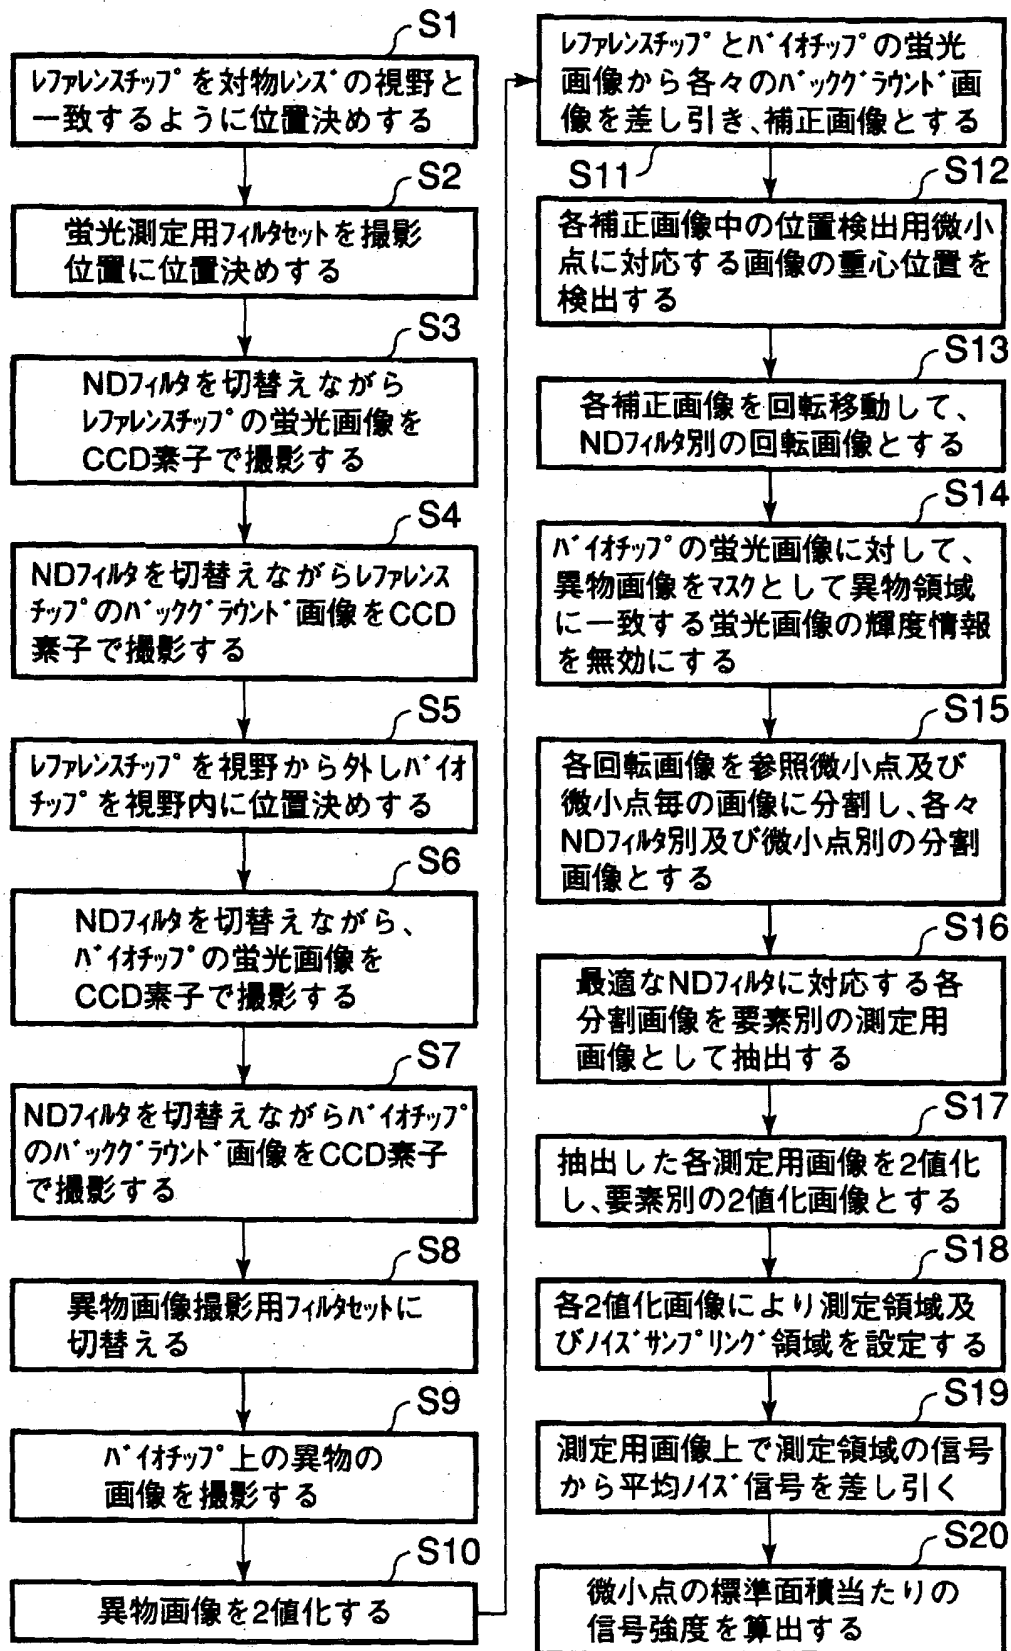 S1
レファレンスチップを対物レンズの視野と
一致するように位置決めする
S2
蛍光測定用フィルタセットを撮影
位置に位置決めする
S3
NDフィルタを切替えながら
レファレンスチップの蛍光画像を
CCD素子で撮影する
S4
NDフィルタを切替えながらレファレンス
チップのバックグラウンド画像をCCD
素子で撮影する
S5
レファレンスチップを視野から外しバイオ
チップを視野内に位置決めする
S6
NDフィルタを切替えながら、
バイオチップの蛍光画像を
CCD素子で撮影する
S7
NDフィルタを切替えながらバイオチップ
のバックグラウンド画像をCCD素子
で撮影する
S8
異物画像撮影用フィルタセットに
切替える
S9
バイオチップ上の異物の
画像を撮影する
S10
異物画像を2値化する
レファレンスチップとバイオチップの蛍光
画像から各々のバックグラウンド画
像を差し引き、補正画像とする
S11
S12
各補正画像中の位置検出用微小
点に対応する画像の重心位置を
検出する
S13
各補正画像を回転移動して、
NDフィルタ別の回転画像とする
S14
バイオチップの蛍光画像に対して、
異物画像をマスクとして異物領域
に一致する蛍光画像の輝度情報
を無効にする
S15
各回転画像を参照微小点及び
微小点毎の画像に分割し、各々
NDフィルタ別及び微小点別の分割
画像とする
S16
最適なNDフィルタに対応する各
分割画像を要素別の測定用
画像として抽出する
S17
抽出した各測定用画像を2値化
し、要素別の2値化画像とする
S18
各2値化画像により測定領域及
びノイズサンプリング領域を設定する
S19
測定用画像上で測定領域の信号
から平均ノイズ信号を差し引く
S20
微小点の標準面積当たりの
信号強度を算出する